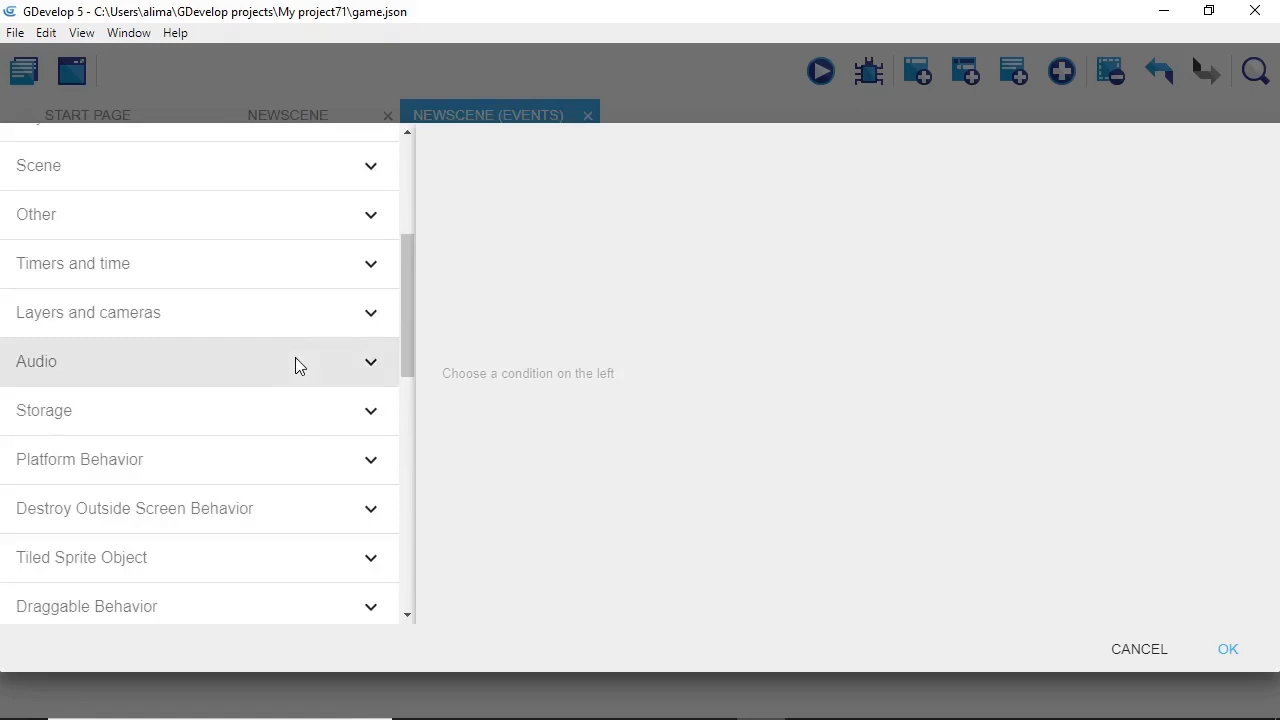 GDevelop 5 - C:\Users\alima\GDevelop projects\My project71\game.json
File Edit View Window Help
START PAGE NEWSCENE NEWSCENE (EVENTS)
Scene
Other
Timers and time
Layers and cameras
Audio
Choose a condition on the left
Storage
Platform Behavior
Destroy Outside Screen Behavior
Tiled Sprite Object
Draggable Behavior
CANCEL OK